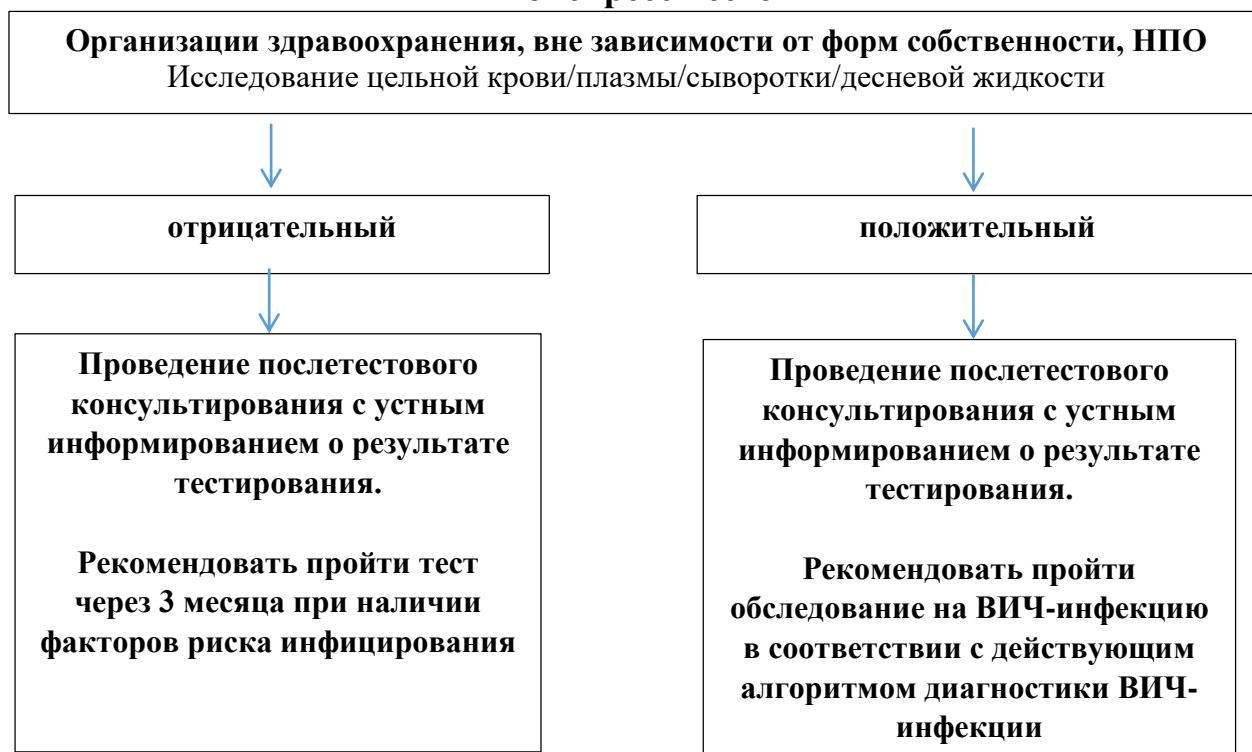 Организации здравоохранения, вне зависимости от форм собственности, НПО
Исследование цельной крови/плазмы/сыворотки/десневой жидкости
отрицательный
положительный
Проведение послетестового
консультирования с устным
информированием о результате
тестирования.
Рекомендовать пройти тест
через 3 месяца при наличии
факторов риска инфицирования
Проведение послетестового
консультирования с устным
информированием о результате
тестирования.
Рекомендовать пройти
обследование на ВИЧ-инфекцию
в соответствии с действующим
алгоритмом диагностики ВИЧ-
инфекции